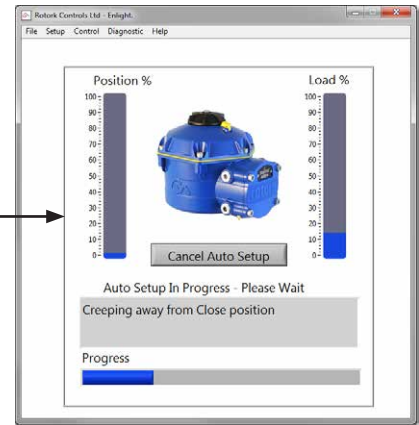 Rotork Controls Ltd - Enlight.
File Setup Control Diagnostic Help
Position % Load %
100 100
90 90
80 80
70 70
60 60
50 50
40 40
30 30
20 20
10 10
0 0
Cancel Auto Setup
Auto Setup In Progress - Please Wait
Creeping away from Close position
Progress